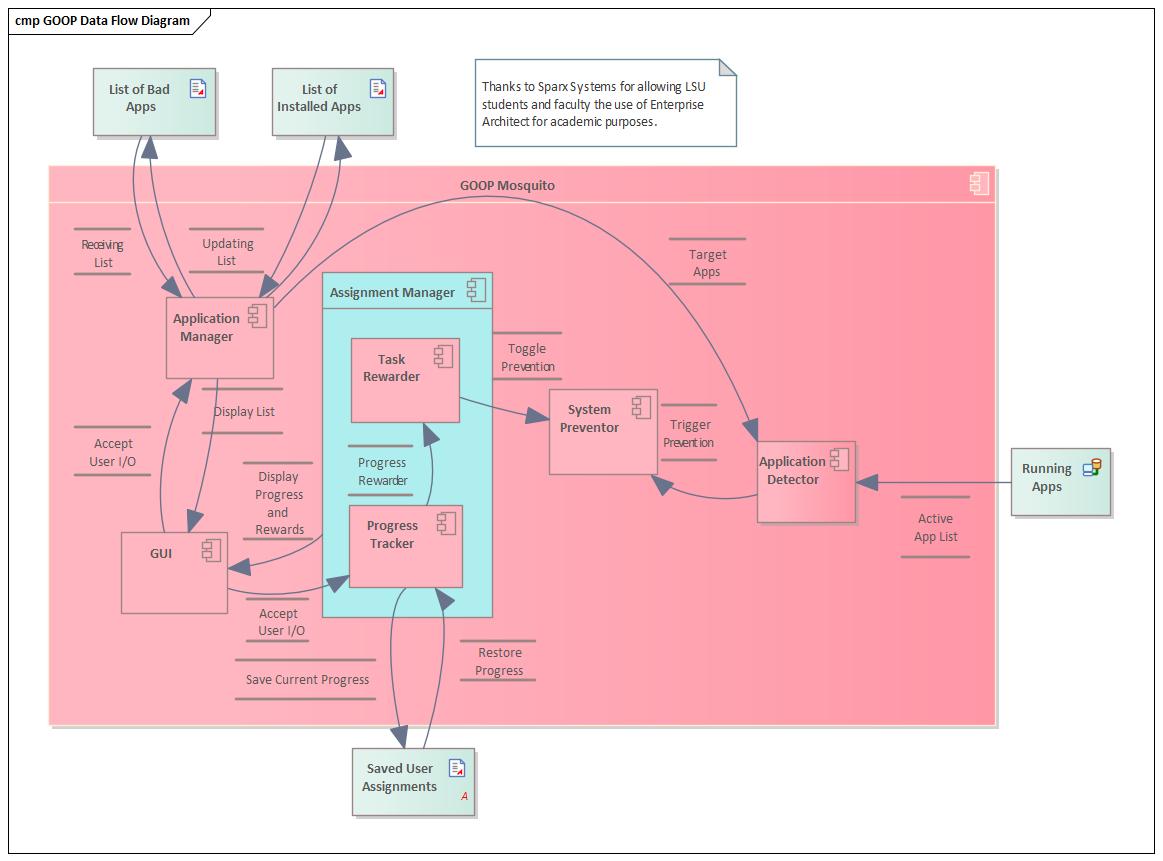 cmp GOOP Data Flow Diagram
List of Bad
Apps
List of
Installed Apps
Thanks to Sparx Systems for allowing LSU
students and faculty the use of Enterprise
Architect for academic purposes.
GOOP Mosquito
Receiving
List
Updating
List
Target
Apps
Application
Manager
Assignment Manager
Task
Rewarder
Toggle
Prevention
System
Preventor
Trigger
Prevention
Display List
Accept
User I/O
Progress
Rewarder
Display
Progress
and
Rewards
Application
Detector
Running
Apps
Active
App List
GUI
Progress
Tracker
Accept
User I/O
Save Current Progress
Restore
Progress
Saved User
Assignments
A